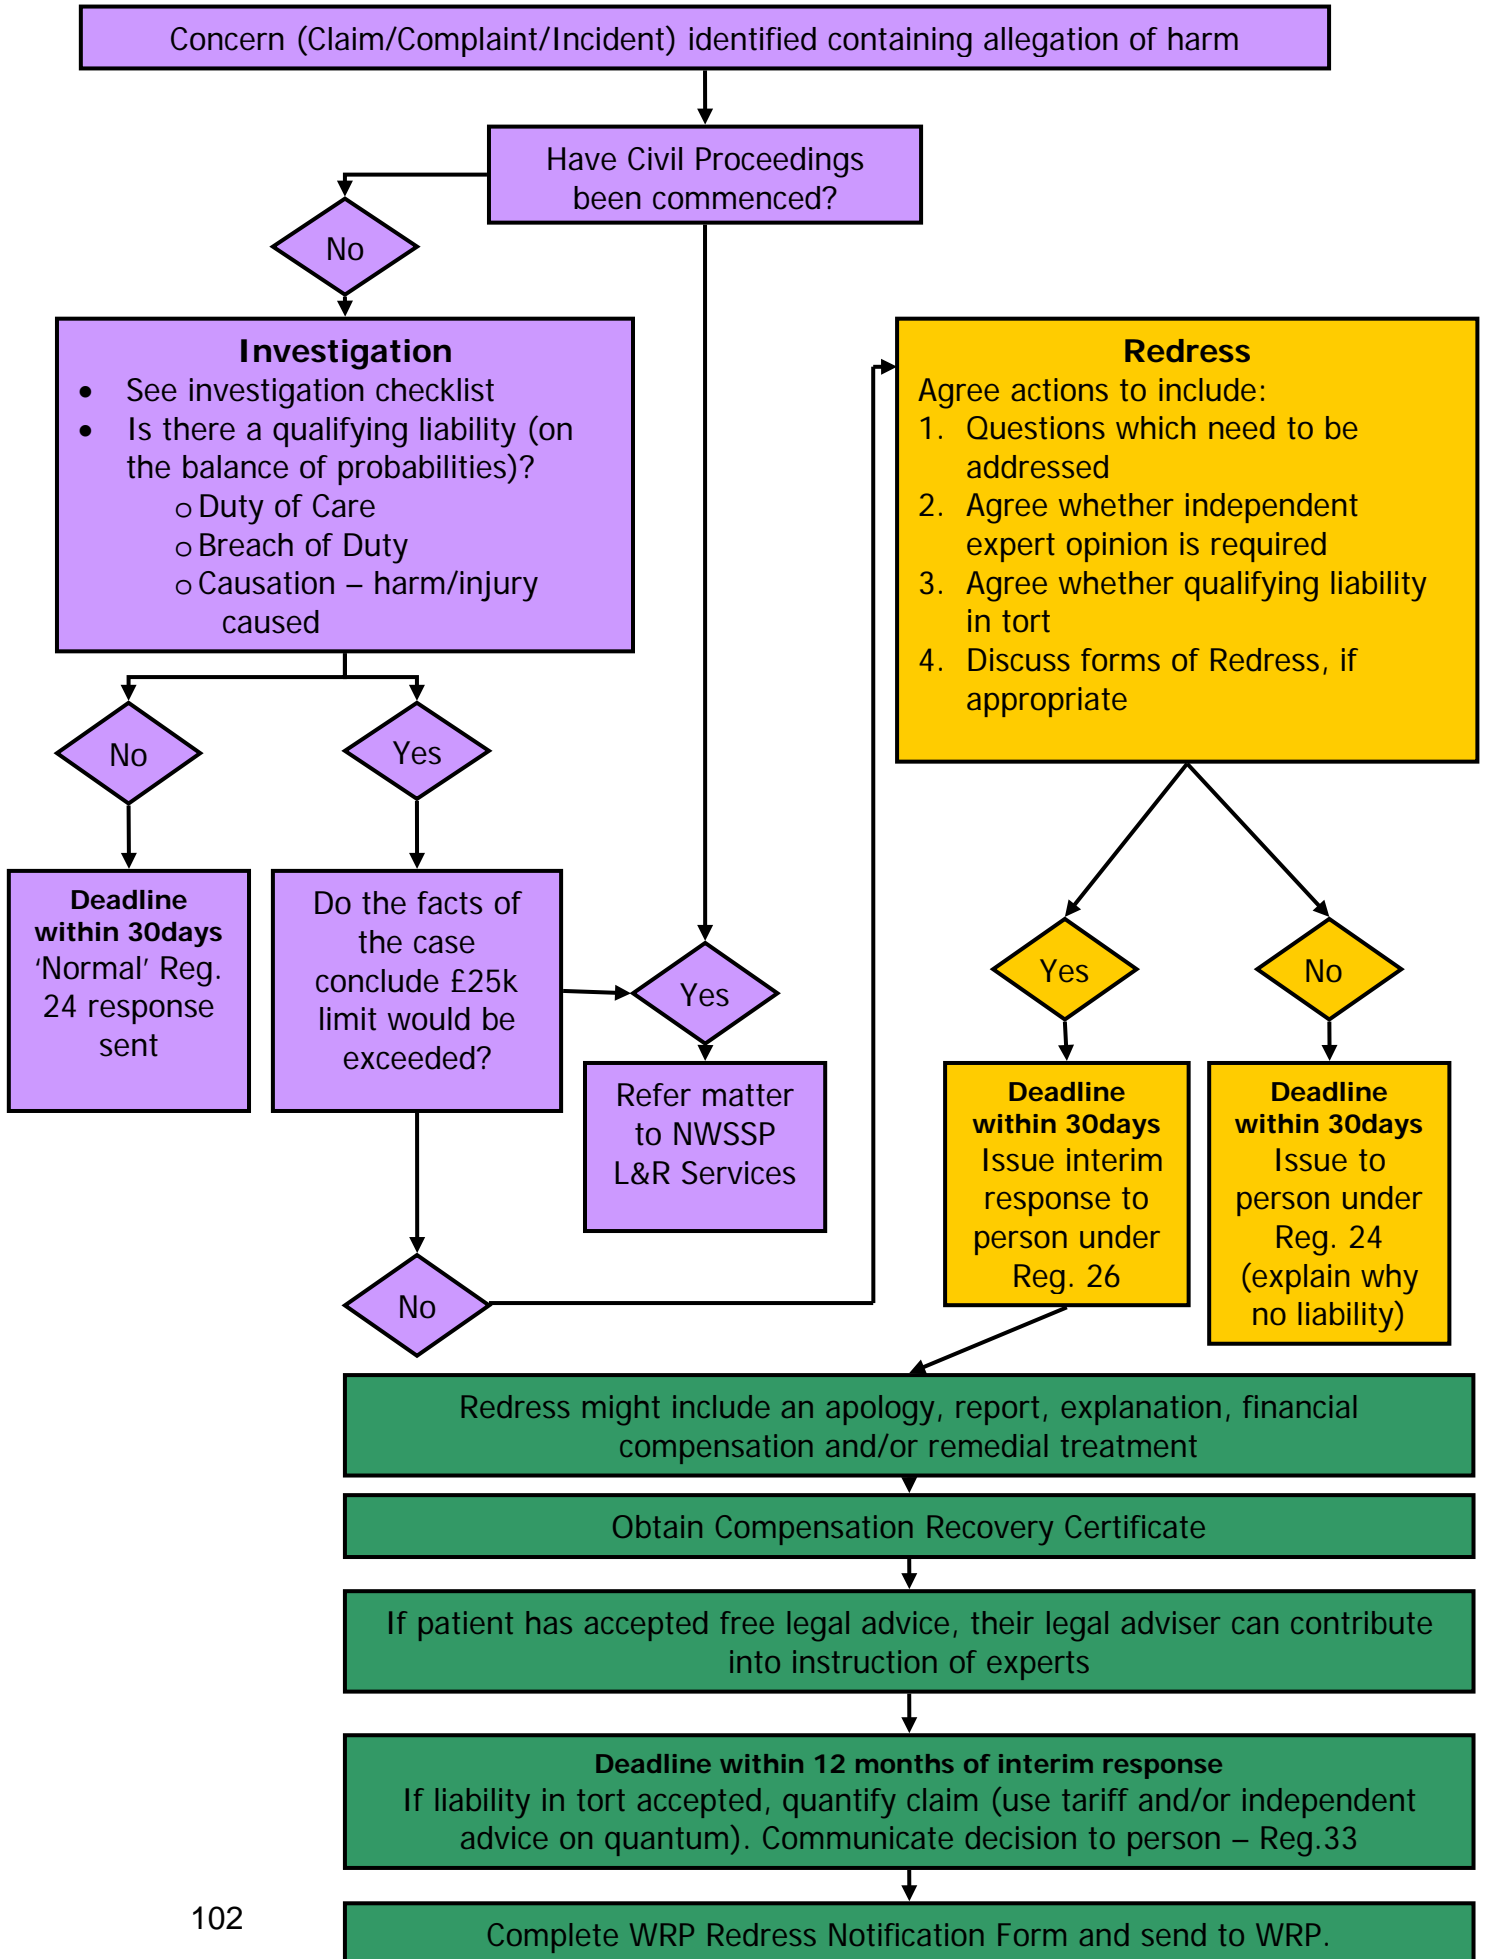 Concern (Claim/Complaint/Incident) identified containing allegation of harm
Have Civil Proceedings
been commenced?
No
Investigation
• See investigation checklist
• Is there a qualifying liability (on
the balance of probabilities)?
o Duty of Care
o Breach of Duty
o Causation – harm/injury
caused
No
Yes
Deadline
within 30days
‘Normal’ Reg.
24 response
sent
Do the facts of
the case
conclude £25k
limit would be
exceeded?
Yes
Refer matter
to NWSSP
L&R Services
No
Redress
Agree actions to include:
1. Questions which need to be
addressed
2. Agree whether independent
expert opinion is required
3. Agree whether qualifying liability
in tort
4. Discuss forms of Redress, if
appropriate
Yes
No
Deadline
within 30days
Issue interim
response to
person under
Reg. 26
Deadline
within 30days
Issue to
person under
Reg. 24
(explain why
no liability)
Redress might include an apology, report, explanation, financial
compensation and/or remedial treatment
Obtain Compensation Recovery Certificate
If patient has accepted free legal advice, their legal adviser can contribute
into instruction of experts
Deadline within 12 months of interim response
If liability in tort accepted, quantify claim (use tariff and/or independent
advice on quantum). Communicate decision to person – Reg.33
Complete WRP Redress Notification Form and send to WRP.
102